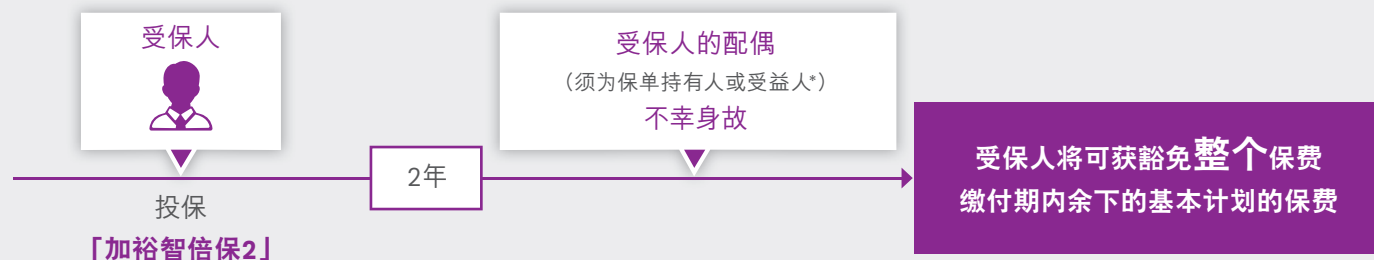 受保人
投保
「加裕智倍保2」
2年
受保人的配偶
（须为保单持有人或受益人*）
不幸身故
受保人将可获豁免整个保费
缴付期内余下的基本计划的保费